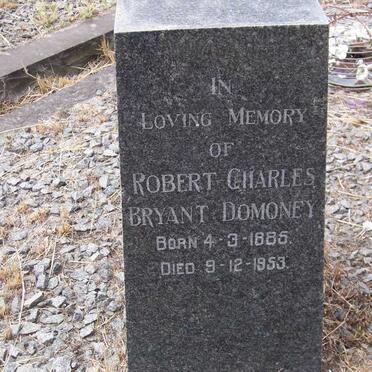 IN
LOVING MEMORY
OF
ROBERT CHARLES
BRYANT DOMONEY
BORN 4-3-1885.
DIED 9-12-1953.